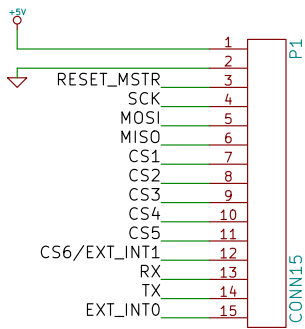 +5V
1
2
RESET_MSTR 3
SCK 4
MOSI 5
MISO 6
CS1 7
CS2 8
CS3 9
CS4 10
CS5 11
CS6/EXT_INT1 12
RX 13
TX 14
EXT_INT0 15
P1
CONN15